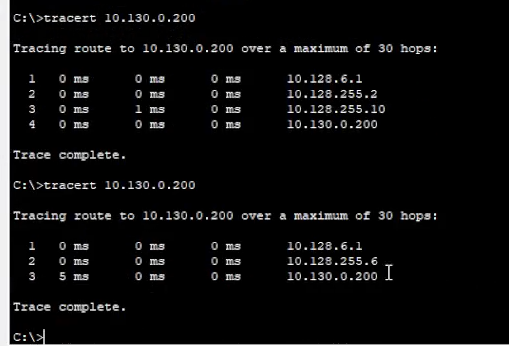 C:\>tracert 10.130.0.200
Tracing route to 10.130.0.200 over a maximum of 30 hops:
1 0 ms 0 ms 0 ms 10.128.6.1
2 0 ms 0 ms 0 ms 10.128.255.2
3 0 ms 1 ms 0 ms 10.128.255.10
4 0 ms 0 ms 0 ms 10.130.0.200
Trace complete.
C:\>tracert 10.130.0.200
Tracing route to 10.130.0.200 over a maximum of 30 hops:
1 0 ms 0 ms 0 ms 10.128.6.1
2 0 ms 0 ms 0 ms 10.128.255.6
3 5 ms 0 ms 0 ms 10.130.0.200
Trace complete.
C:\>